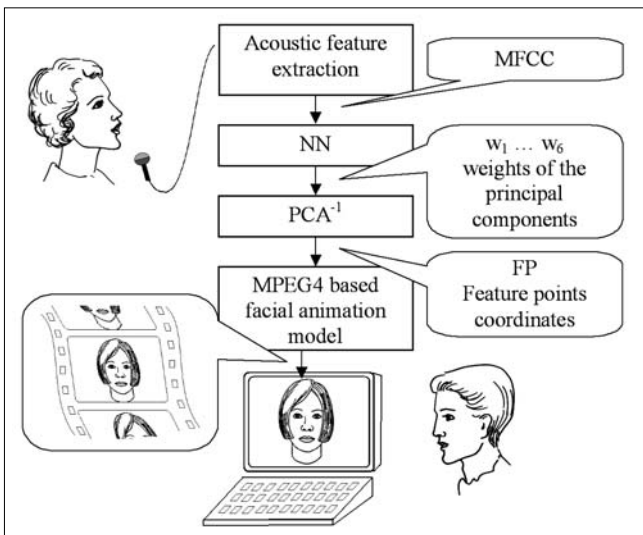 Acoustic feature
extraction
MFCC
NN
w₁ … w₆
weights of the
principal
components
PCA⁻¹
FP
Feature points
coordinates
MPEG4 based
facial animation
model